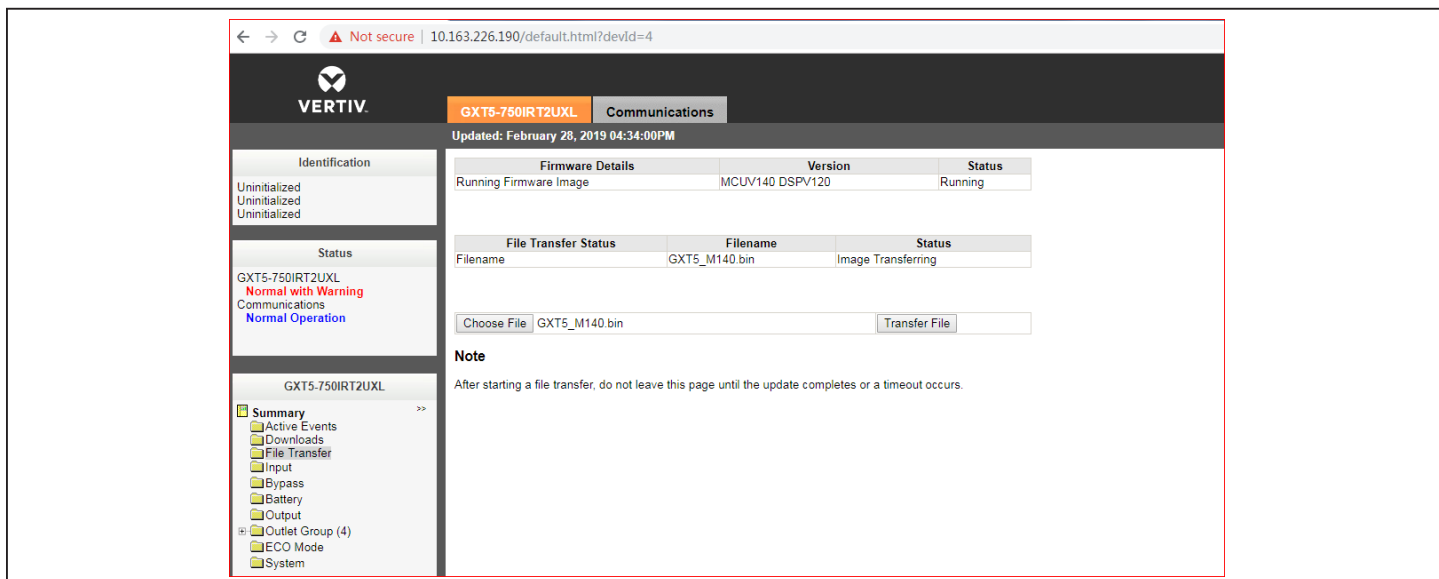 Not secure | 10.163.226.190/default.html?devId=4
VERTIV.
GXT5-750IRT2UXL Communications
Updated: February 28, 2019 04:34:00PM
Identification
Uninitialized
Uninitialized
Uninitialized
Status
GXT5-750IRT2UXL
Normal with Warning
Communications
Normal Operation
GXT5-750IRT2UXL
Summary >>
Active Events
Downloads
File Transfer
Input
Bypass
Battery
Output
Outlet Group (4)
ECO Mode
System
Firmware Details Version Status
Running Firmware Image MCUV140 DSPV120 Running
File Transfer Status Filename Status
Filename GXT5_M140.bin Image Transferring
Choose File GXT5_M140.bin Transfer File
Note
After starting a file transfer, do not leave this page until the update completes or a timeout occurs.